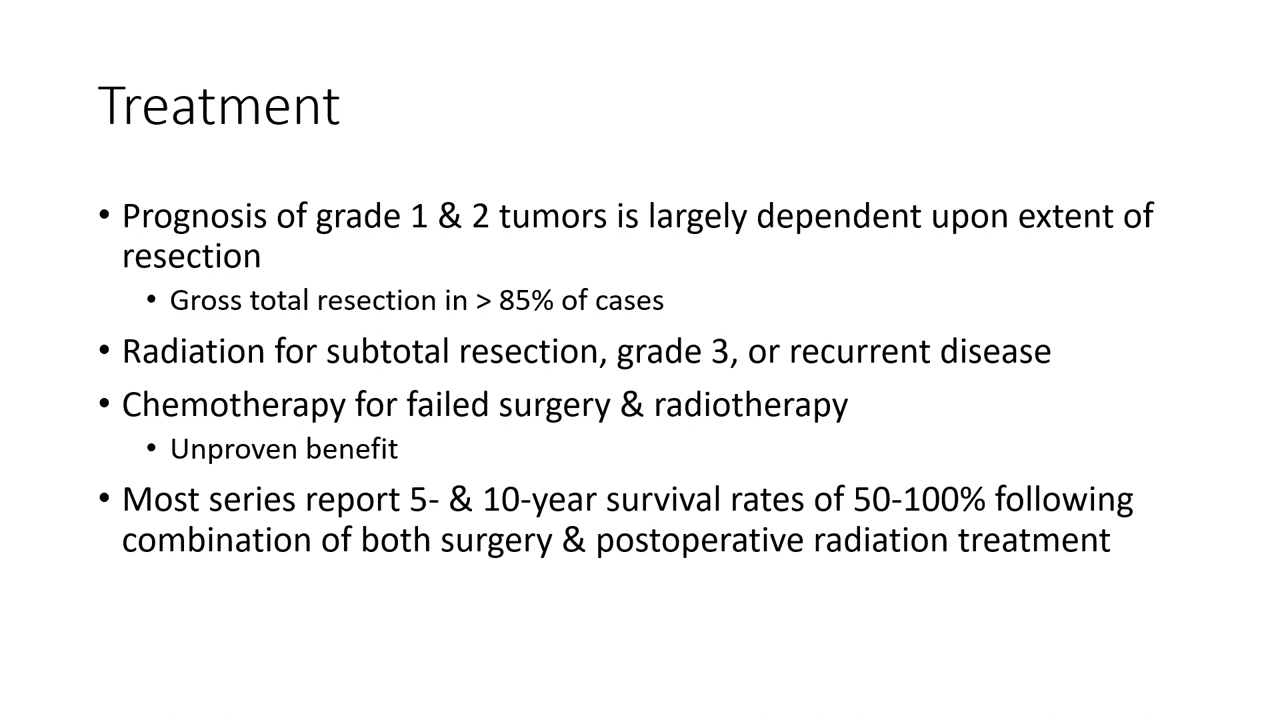 Treatment
• Prognosis of grade 1 & 2 tumors is largely dependent upon extent of
resection
• Gross total resection in > 85% of cases
• Radiation for subtotal resection, grade 3, or recurrent disease
• Chemotherapy for failed surgery & radiotherapy
• Unproven benefit
• Most series report 5- & 10-year survival rates of 50-100% following
combination of both surgery & postoperative radiation treatment